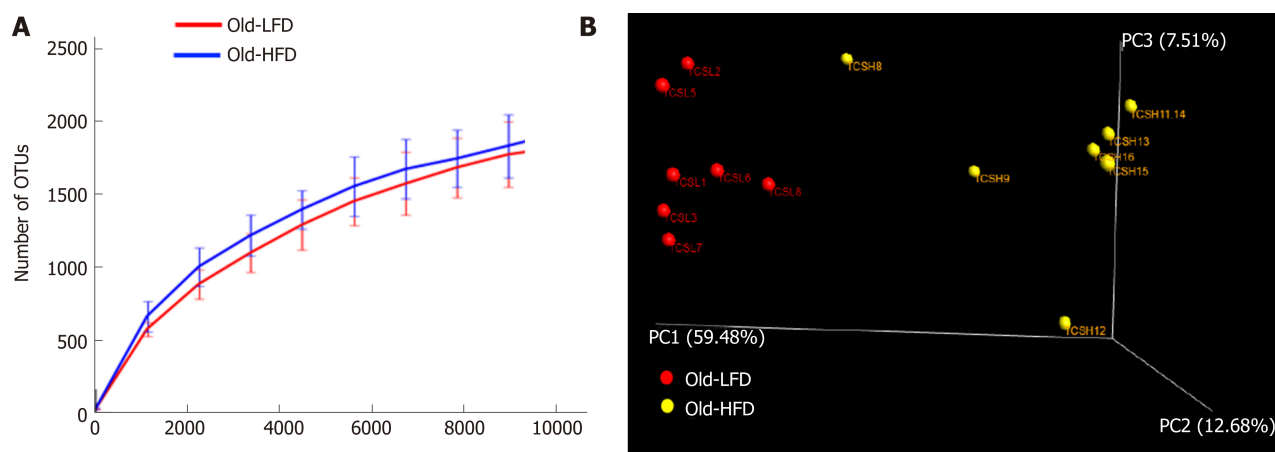 A
Old-LFD
Old-HFD
2500
2000
1500
1000
500
0
Number of OTUs
0 2000 4000 6000 8000 10000
B
PC3 (7.51%)
TCSL2
TCSH8
TCSL5
TCSH11.14
TCSH13
TCSH16
TCSH15
TCSL1
TCSL6
TCSL8
TCSH9
TCSL3
TCSL7
TCSH12
PC1 (59.48%)
Old-LFD
Old-HFD
PC2 (12.68%)